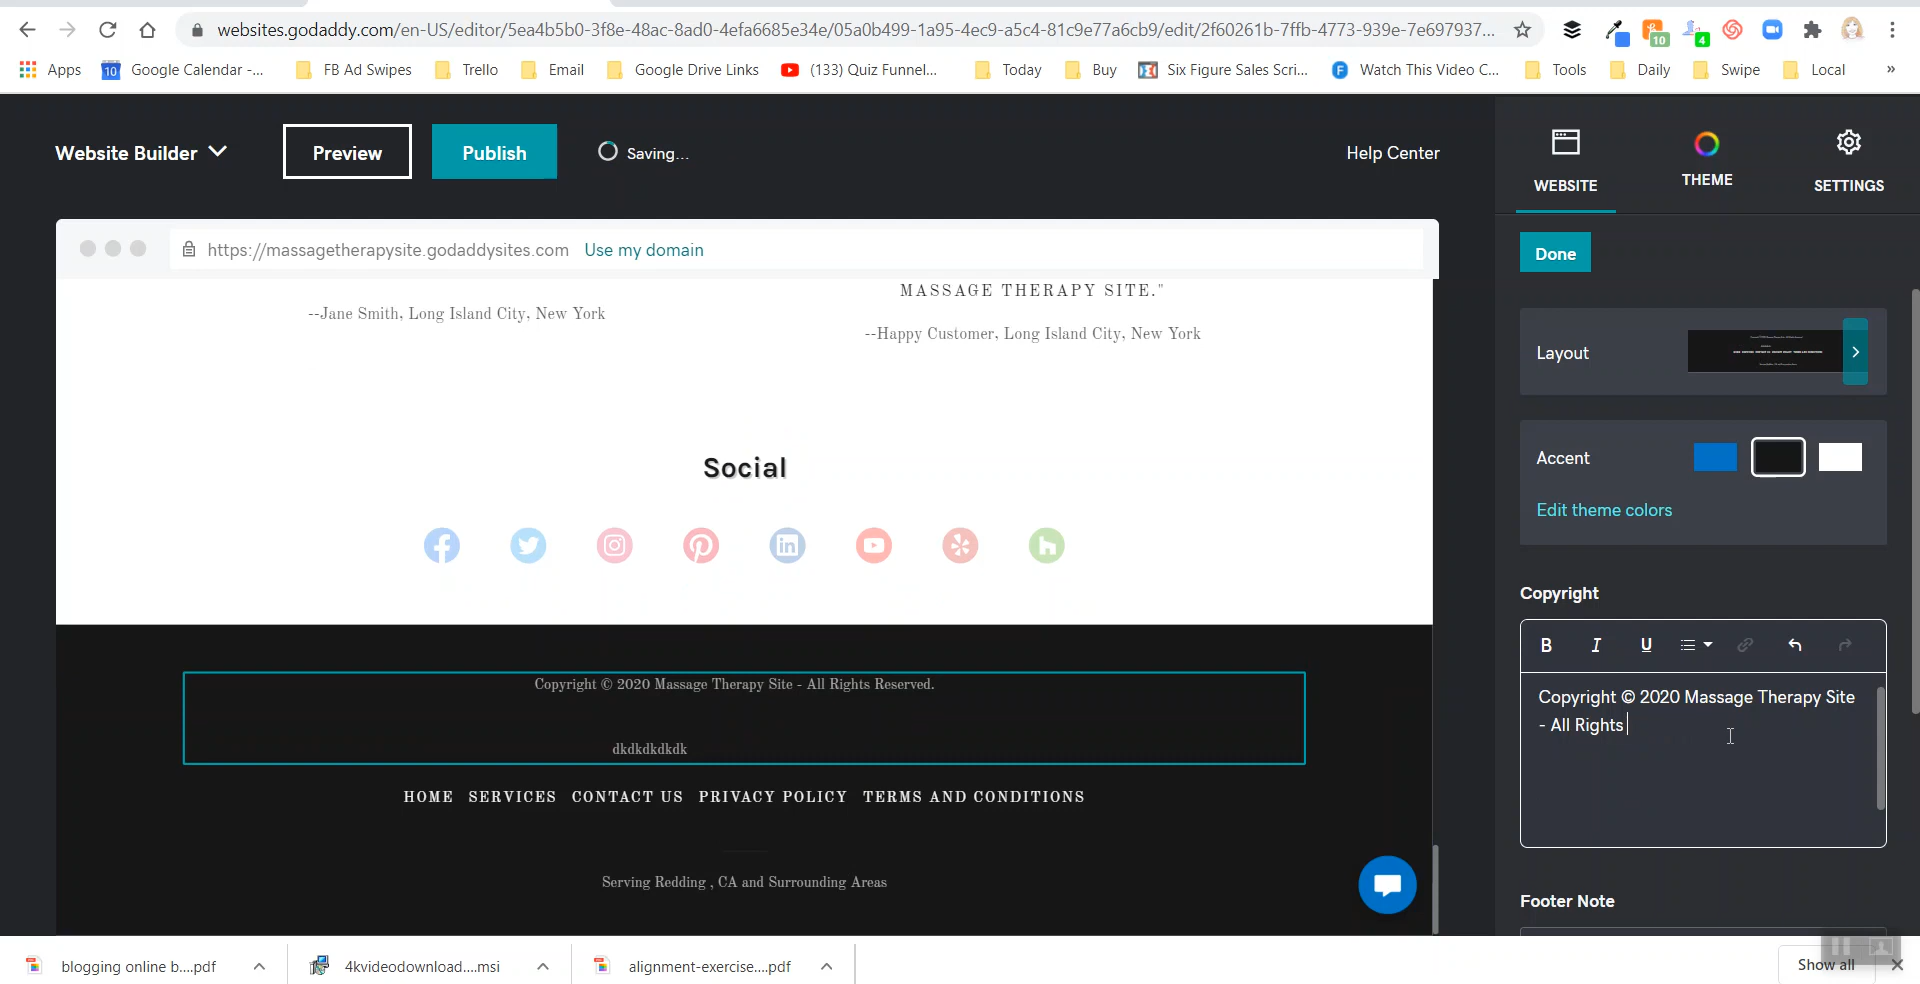 websites.godaddy.com/en-US/editor/5ea4b5b0-3f8e-48ac-8ad0-4efa6685e34e/05a0b499-1a95-4ec9-a5c4-81c9e77a6cb9/edit/2f60261b-7ffb-4773-939e-7e697937...
10
4
Apps
10
Google Calendar -...
FB Ad Swipes
Trello
Email
Google Drive Links
(133) Quiz Funnel...
Today
Buy
Six Figure Sales Scri...
Watch This Video C...
Tools
Daily
Swipe
Local
»
Website Builder
Preview
Publish
Saving...
Help Center
WEBSITE
THEME
SETTINGS
https://massagetherapysite.godaddysites.com Use my domain
Done
MASSAGE THERAPY SITE."
--Jane Smith, Long Island City, New York
--Happy Customer, Long Island City, New York
Layout
Social
Accent
Edit theme colors
Copyright
B I U
Copyright © 2020 Massage Therapy Site - All Rights Reserved.
dkdkdkdkdk
Copyright © 2020 Massage Therapy Site
- All Rights
HOME SERVICES CONTACT US PRIVACY POLICY TERMS AND CONDITIONS
Serving Redding , CA and Surrounding Areas
Footer Note
blogging online b....pdf
4kvideodownload....msi
alignment-exercise....pdf
Show all